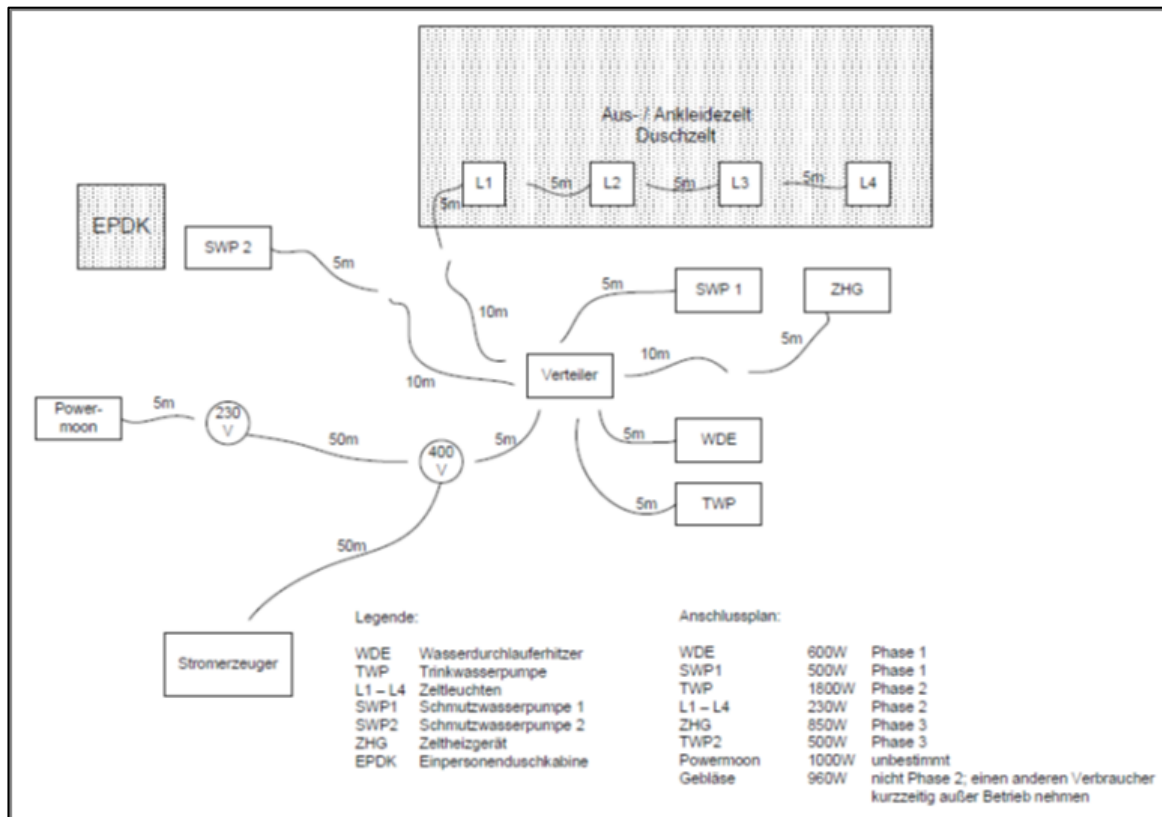 Aus- / Ankleidezelt
Duschzelt
L1
5m
L2
5m
L3
5m
L4
5m
EPDK
SWP 2
5m
10m
10m
5m
SWP 1
ZHG
5m
10m
Verteiler
Power-
moon
5m
230
V
50m
400
V
5m
5m
WDE
5m
TWP
50m
Stromerzeuger
Legende:
WDE Wasserdurchlauferhitzer
TWP Trinkwasserpumpe
L1 – L4 Zeltleuchten
SWP1 Schmutzwasserpumpe 1
SWP2 Schmutzwasserpumpe 2
ZHG Zeltheizgerät
EPDK Einpersonenduschkabine
Anschlussplan:
WDE 600W Phase 1
SWP1 500W Phase 1
TWP 1800W Phase 2
L1 – L4 230W Phase 2
ZHG 850W Phase 3
TWP2 500W Phase 3
Powermoon 1000W unbestimmt
Gebläse 960W nicht Phase 2; einen anderen Verbraucher
kurzzeitig außer Betrieb nehmen